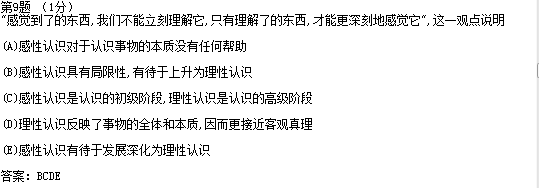 第9题 （1分）
"感觉到了的东西,我们不能立刻理解它,只有理解了的东西,才能更深刻地感觉它",这一观点说明
(A)感性认识对于认识事物的本质没有任何帮助
(B)感性认识具有局限性,有待于上升为理性认识
(C)感性认识是认识的初级阶段,理性认识是认识的高级阶段
(D)理性认识反映了事物的全体和本质,因而更接近客观真理
(E)感性认识有待于发展深化为理性认识
答案: BCDE